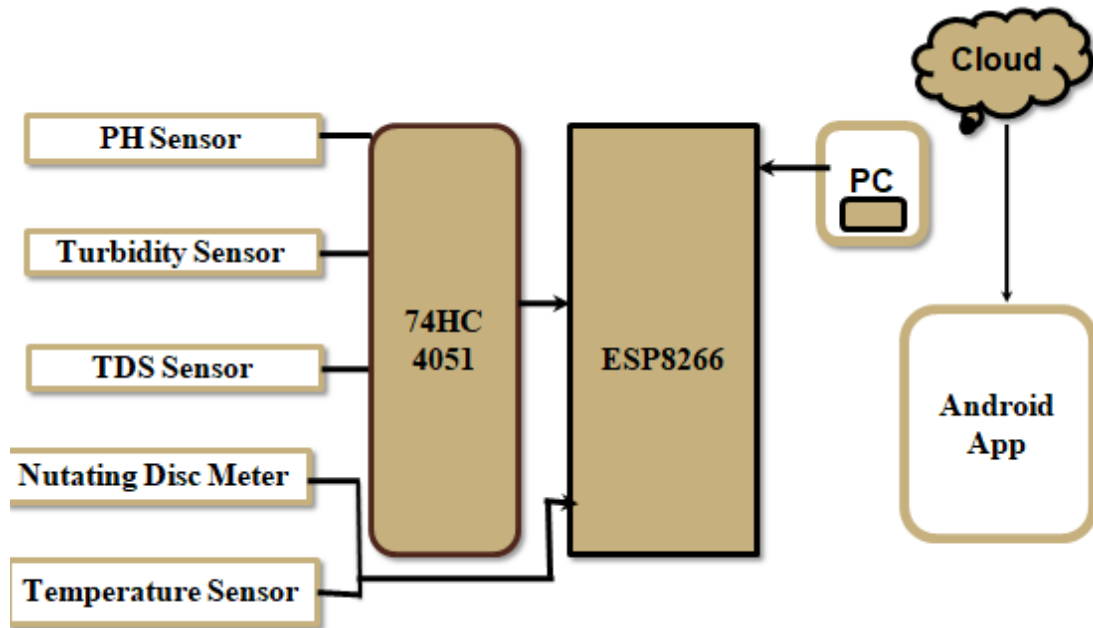 Cloud
PH Sensor
PC
Turbidity Sensor
74HC
4051
ESP8266
TDS Sensor
Android
App
Nutating Disc Meter
Temperature Sensor